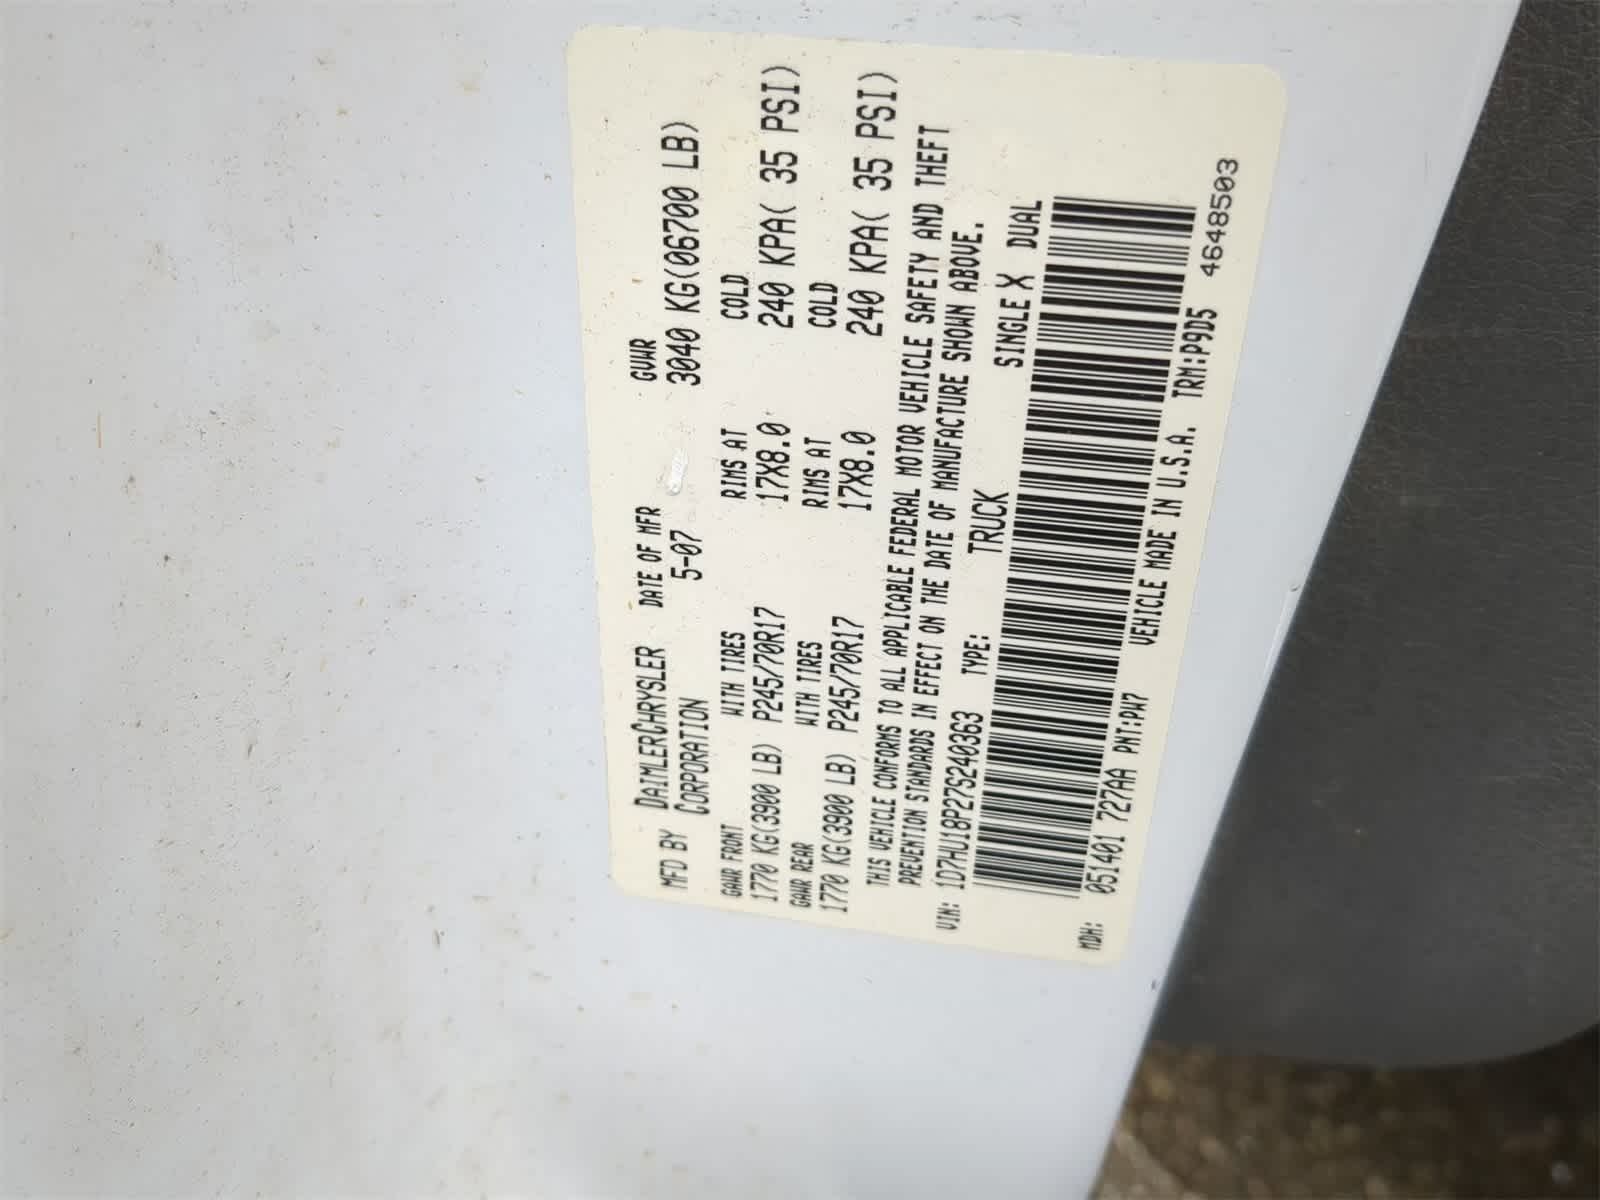 MFD BY DAIMLERCHRYSLER CORPORATION DATE OF MFR 5-07 GVWR 3040 KG(06700 LB)
GAWR FRONT WITH TIRES RIMS AT COLD
1770 KG(3900 LB) P245/70R17 17X8.0 240 KPA( 35 PSI)
GAWR REAR WITH TIRES RIMS AT COLD
1770 KG(3900 LB) P245/70R17 17X8.0 240 KPA( 35 PSI)
THIS VEHICLE CONFORMS TO ALL APPLICABLE FEDERAL MOTOR VEHICLE SAFETY AND THEFT
PREVENTION STANDARDS IN EFFECT ON THE DATE OF MANUFACTURE SHOWN ABOVE.
VIN: 1D7HU18P27S240363 TYPE: TRUCK SINGLE X DUAL
MDH: 051401 727AA PNT:PW7 VEHICLE MADE IN U.S.A. TRM:P9D5
4648503